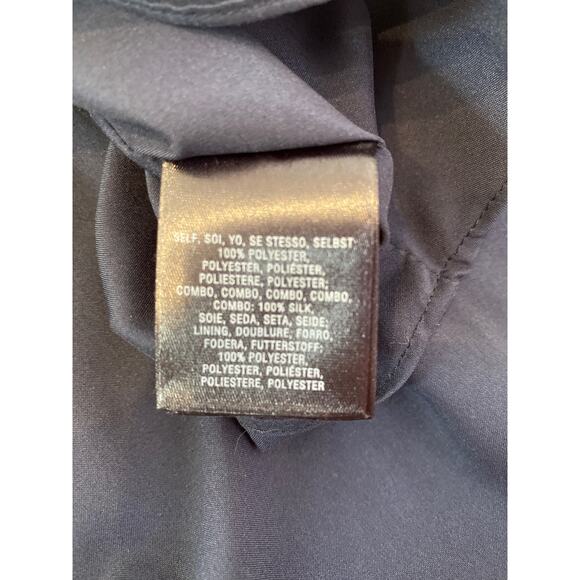 SELF, SOI, YO, SE STESSO, SELBST:
100% POLYESTER,
POLYESTER, POLIÉSTER,
POLIESTERE, POLYESTER;
COMBO, COMBO, COMBO, COMBO,
COMBO: 100% SILK,
SOIE, SEDA, SETA, SEIDE;
LINING, DOUBLURE, FORRO,
FODERA, FUTTERSTOFF:
100% POLYESTER,
POLYESTER, POLIÉSTER,
POLIESTERE, POLYESTER